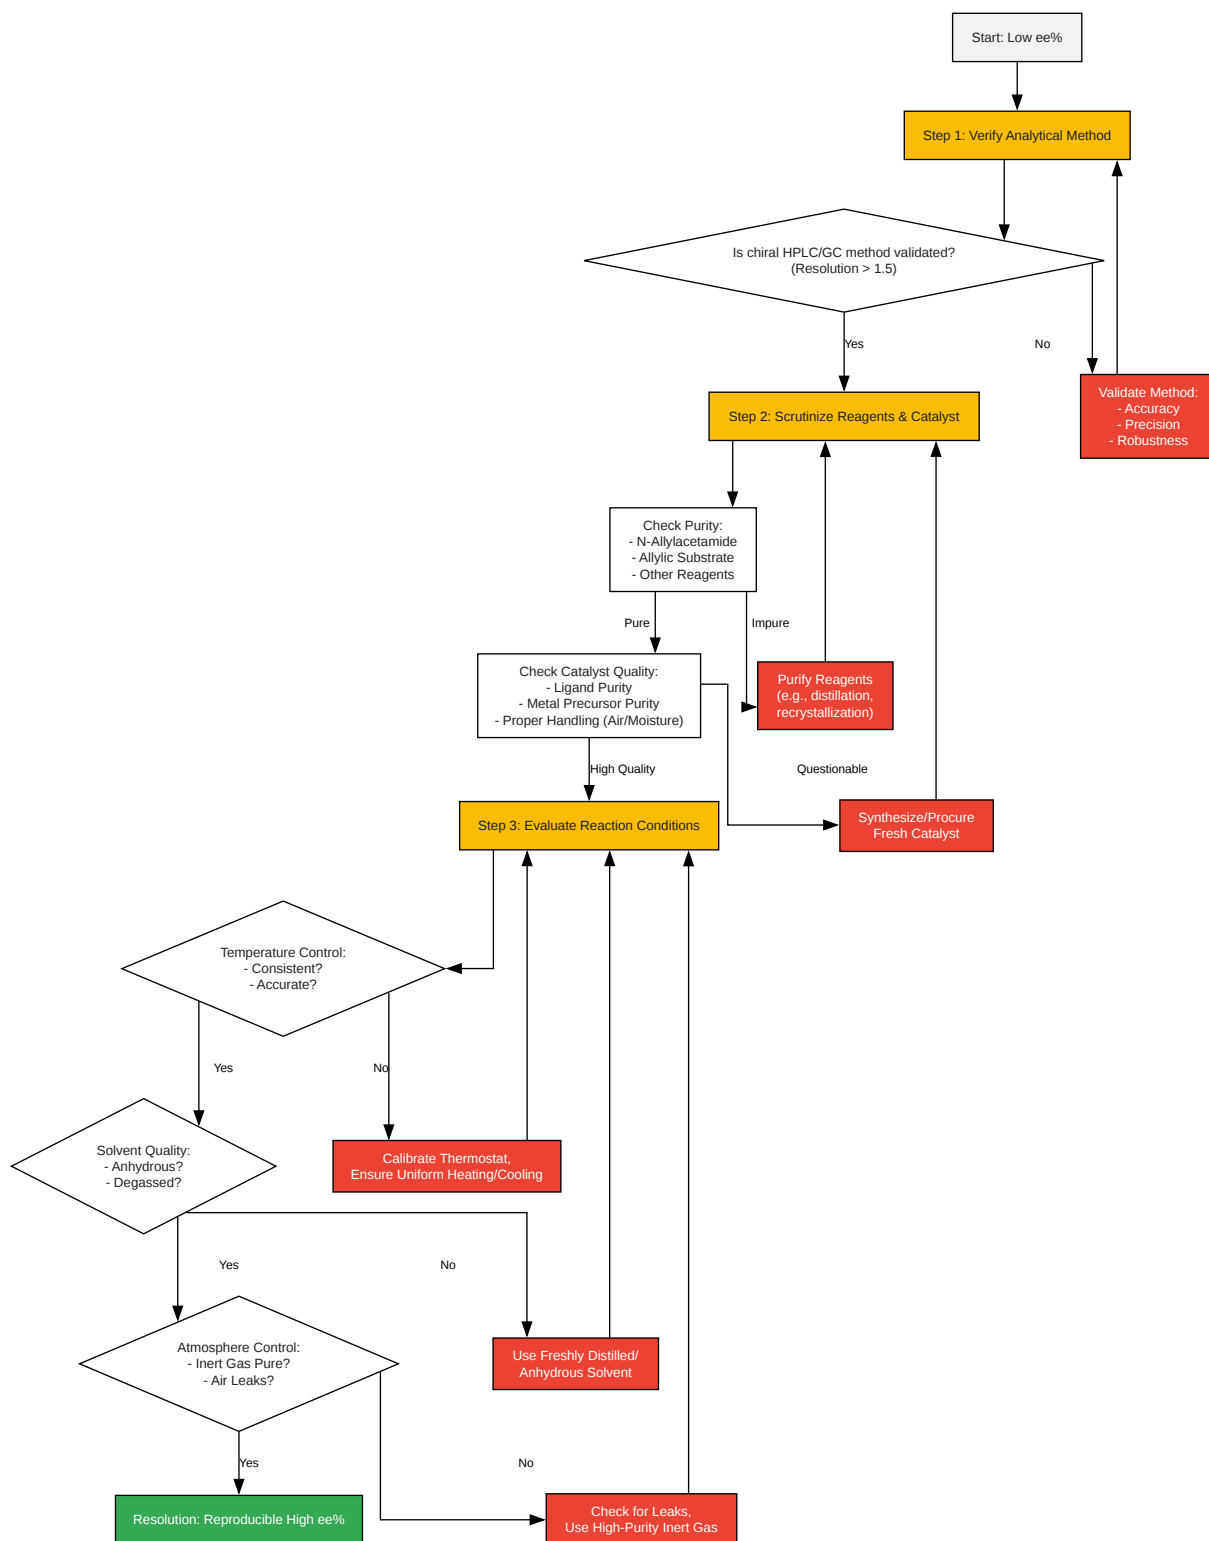 Start: Low ee%
Step 1: Verify Analytical Method
Is chiral HPLC/GC method validated?
(Resolution > 1.5)
Yes
No
Validate Method:
- Accuracy
- Precision
- Robustness
Step 2: Scrutinize Reagents & Catalyst
Check Purity:
- N-Allylacetamide
- Allylic Substrate
- Other Reagents
Pure
Impure
Check Catalyst Quality:
- Ligand Purity
- Metal Precursor Purity
- Proper Handling (Air/Moisture)
Purify Reagents
(e.g., distillation,
recrystallization)
High Quality
Questionable
Step 3: Evaluate Reaction Conditions
Synthesize/Procure
Fresh Catalyst
Temperature Control:
- Consistent?
- Accurate?
Yes
No
Solvent Quality:
- Anhydrous?
- Degassed?
Calibrate Thermostat,
Ensure Uniform Heating/Cooling
Yes
No
Atmosphere Control:
- Inert Gas Pure?
- Air Leaks?
Use Freshly Distilled/
Anhydrous Solvent
Yes
No
Resolution: Reproducible High ee%
Check for Leaks,
Use High-Purity Inert Gas